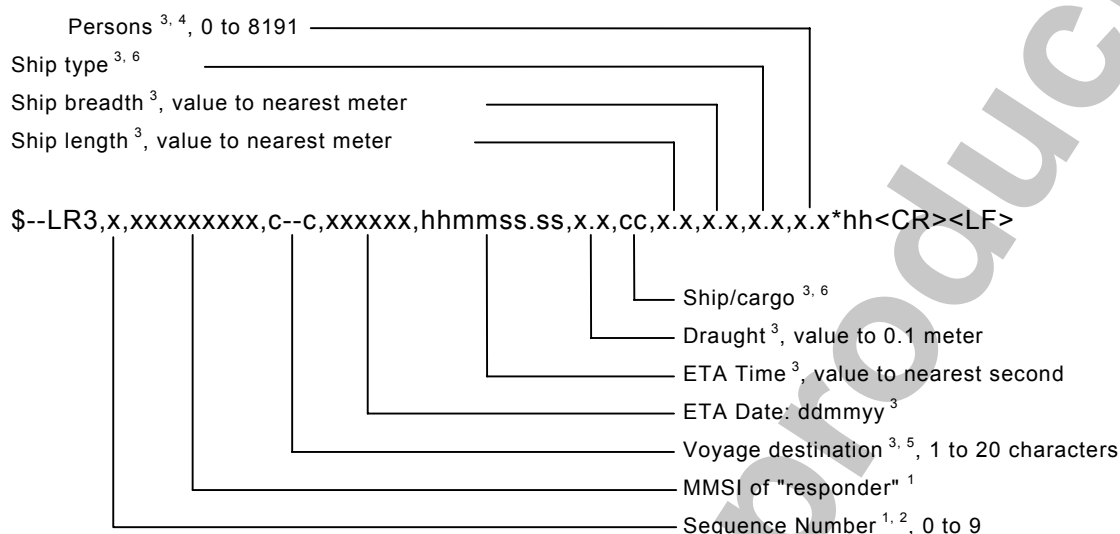 Persons 3, 4, 0 to 8191
Ship type 3, 6
Ship breadth 3, value to nearest meter
Ship length 3, value to nearest meter
$--LR3,x,xxxxxxxxx,c--c,xxxxxx,hhmmss.ss,x.x,cc,x.x,x.x,x.x,x.x*hh<CR><LF>
Ship/cargo 3, 6
Draught 3, value to 0.1 meter
ETA Time 3, value to nearest second
ETA Date: ddmmyy 3
Voyage destination 3, 5, 1 to 20 characters
MMSI of "responder" 1
Sequence Number 1, 2, 0 to 9
produc